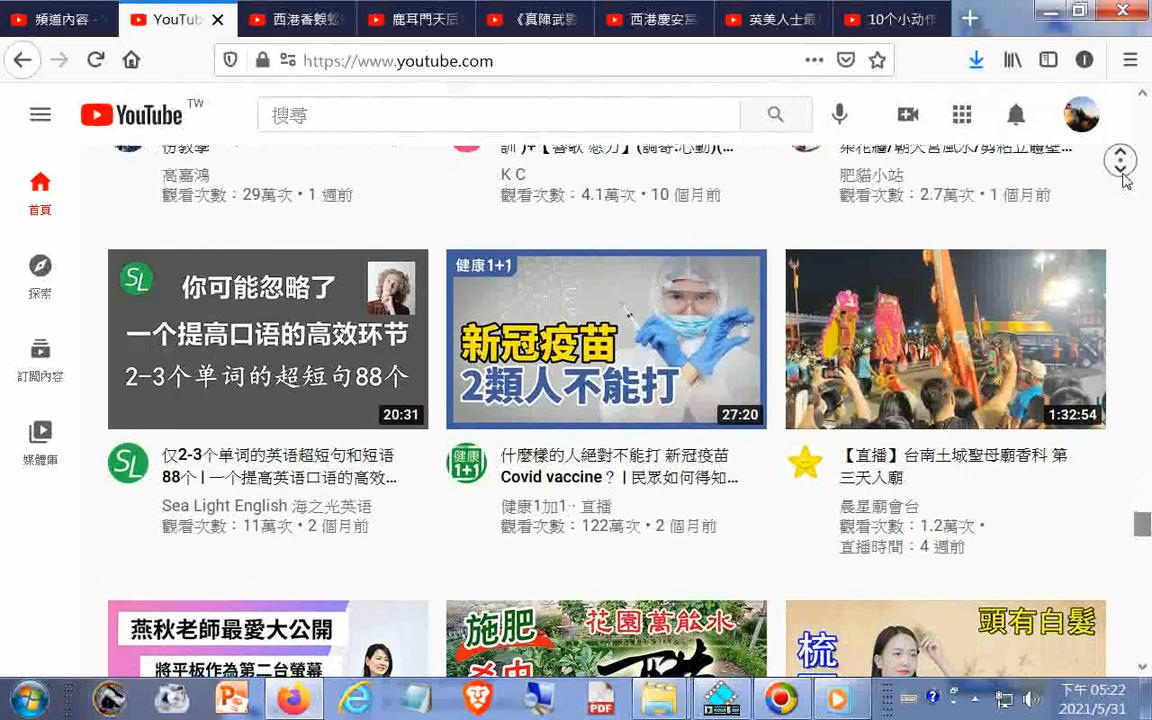 頻道內容 -
YouTub
西港香
鹿耳門天后
《真陣武
西港慶安宮
英美人士最
10个小动作
https://www.youtube.com
YouTube TW
搜尋
高嘉鴻
觀看次數：29萬次 • 1 週前
K C
觀看次數：4.1萬次 • 10 個月前
肥貓小站
觀看次數：2.7萬次 • 1 個月前
首頁
探索
訂閱內容
媒體庫
SL
你可能忽略了
一个提高口语的高效环节
2-3个单词的超短句88个
20:31
健康1+1
新冠疫苗
2類人不能打
27:20
1:32:54
SL
仅2-3个单词的英语超短句和短语
88个 | 一个提高英语口语的高效...
Sea Light English 海之光英语
觀看次數：11萬次 • 2 個月前
健康
1+1
什麼樣的人絕對不能打 新冠疫苗
Covid vaccine？ | 民眾如何得知...
健康1加1 · 直播
觀看次數：122萬次 • 2 個月前
【直播】台南土城聖母廟香科 第
三天入廟
晨星廟會台
觀看次數：1.2萬次 •
直播時間：4 週前
燕秋老師最愛大公開
將平板作為第二台螢幕
施肥
花園萬能水
頭有白髮
梳
PDF
下午 05:22
2021/5/31